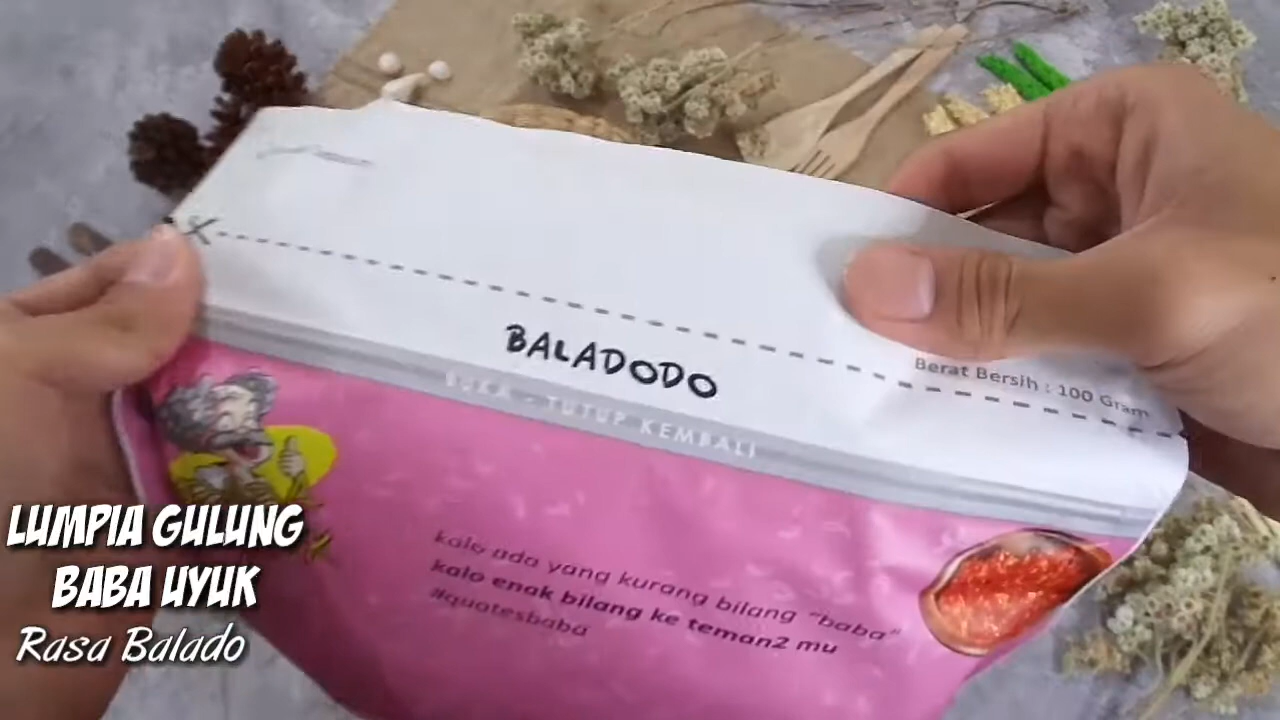 BALADODO
Berat Bersih : 100 Gram
BUKA - TUTUP KEMBALI
kalo ada yang kurang bilang "baba"
kalo enak bilang ke teman2 mu
#quotesbaba
LUMPIA GULUNG
BABA UYUK
Rasa Balado